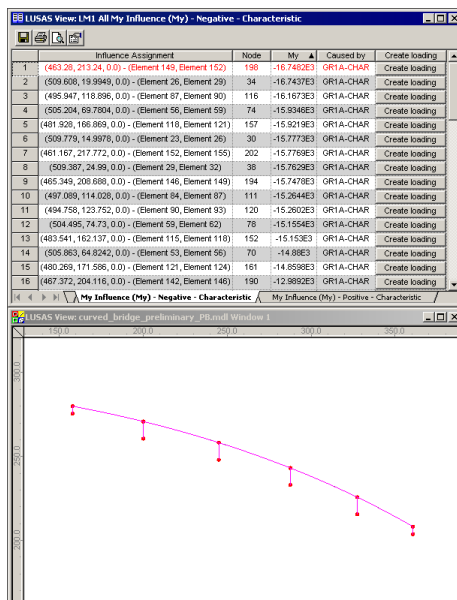 LUSAS View: LM1 All My Influence (My) - Negative - Characteristic
Influence Assignment Node My Caused by Create loading
1 (463.28, 213.24, 0.0) - (Element 149, Element 152) 198 -16.7482E3 GR1A-CHAR Create loading
2 (509.608, 19.9949, 0.0) - (Element 26, Element 29) 34 -16.7437E3 GR1A-CHAR Create loading
3 (495.947, 118.896, 0.0) - (Element 87, Element 90) 116 -16.1673E3 GR1A-CHAR Create loading
4 (505.204, 69.7804, 0.0) - (Element 56, Element 59) 74 -15.9346E3 GR1A-CHAR Create loading
5 (481.928, 166.869, 0.0) - (Element 118, Element 121) 157 -15.9219E3 GR1A-CHAR Create loading
6 (509.779, 14.9978, 0.0) - (Element 23, Element 26) 30 -15.7773E3 GR1A-CHAR Create loading
7 (461.167, 217.772, 0.0) - (Element 152, Element 155) 202 -15.7769E3 GR1A-CHAR Create loading
8 (509.387, 24.99, 0.0) - (Element 29, Element 32) 38 -15.7629E3 GR1A-CHAR Create loading
9 (465.349, 208.688, 0.0) - (Element 146, Element 149) 194 -15.7478E3 GR1A-CHAR Create loading
10 (497.089, 114.028, 0.0) - (Element 84, Element 87) 111 -15.2644E3 GR1A-CHAR Create loading
11 (494.758, 123.752, 0.0) - (Element 90, Element 93) 120 -15.2602E3 GR1A-CHAR Create loading
12 (504.495, 74.73, 0.0) - (Element 59, Element 62) 78 -15.1554E3 GR1A-CHAR Create loading
13 (483.541, 162.137, 0.0) - (Element 115, Element 118) 152 -15.153E3 GR1A-CHAR Create loading
14 (505.863, 64.8242, 0.0) - (Element 53, Element 56) 70 -14.88E3 GR1A-CHAR Create loading
15 (480.269, 171.586, 0.0) - (Element 121, Element 124) 161 -14.8598E3 GR1A-CHAR Create loading
16 (467.372, 204.116, 0.0) - (Element 142, Element 146) 190 -12.9892E3 GR1A-CHAR Create loading
My Influence (My) - Negative - Characteristic My Influence (My) - Positive - Characteristic
LUSAS View: curved_bridge_preliminary_PB.mdl Window 1
150.0 200.0 250.0 300.0 350.0
300.0
250.0
200.0